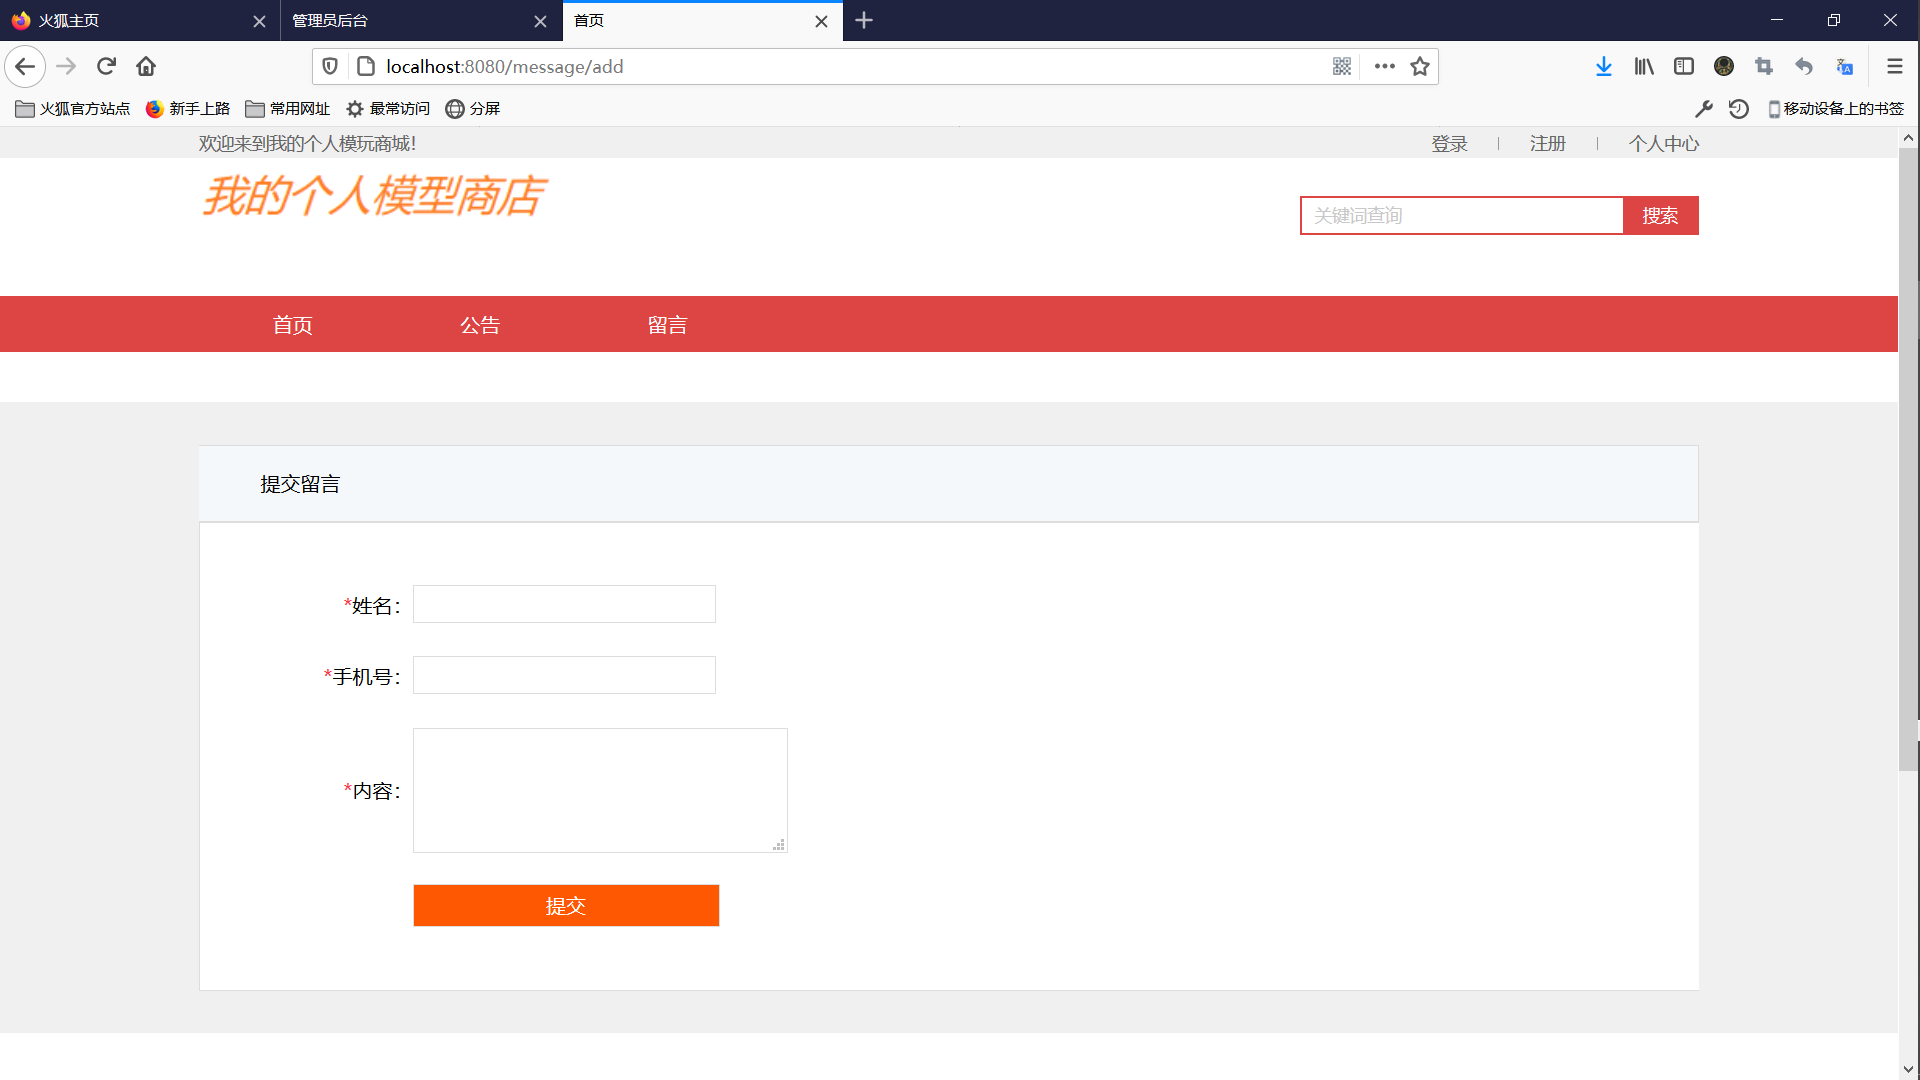 火狐主页
管理员后台
首页
localhost:8080/message/add
火狐官方站点
新手上路
常用网址
最常访问
分屏
移动设备上的书签
欢迎来到我的个人模玩商城！
登录
注册
个人中心
我的个人模型商店
关键词查询
搜索
首页
公告
留言
提交留言
*姓名：
*手机号：
*内容：
提交